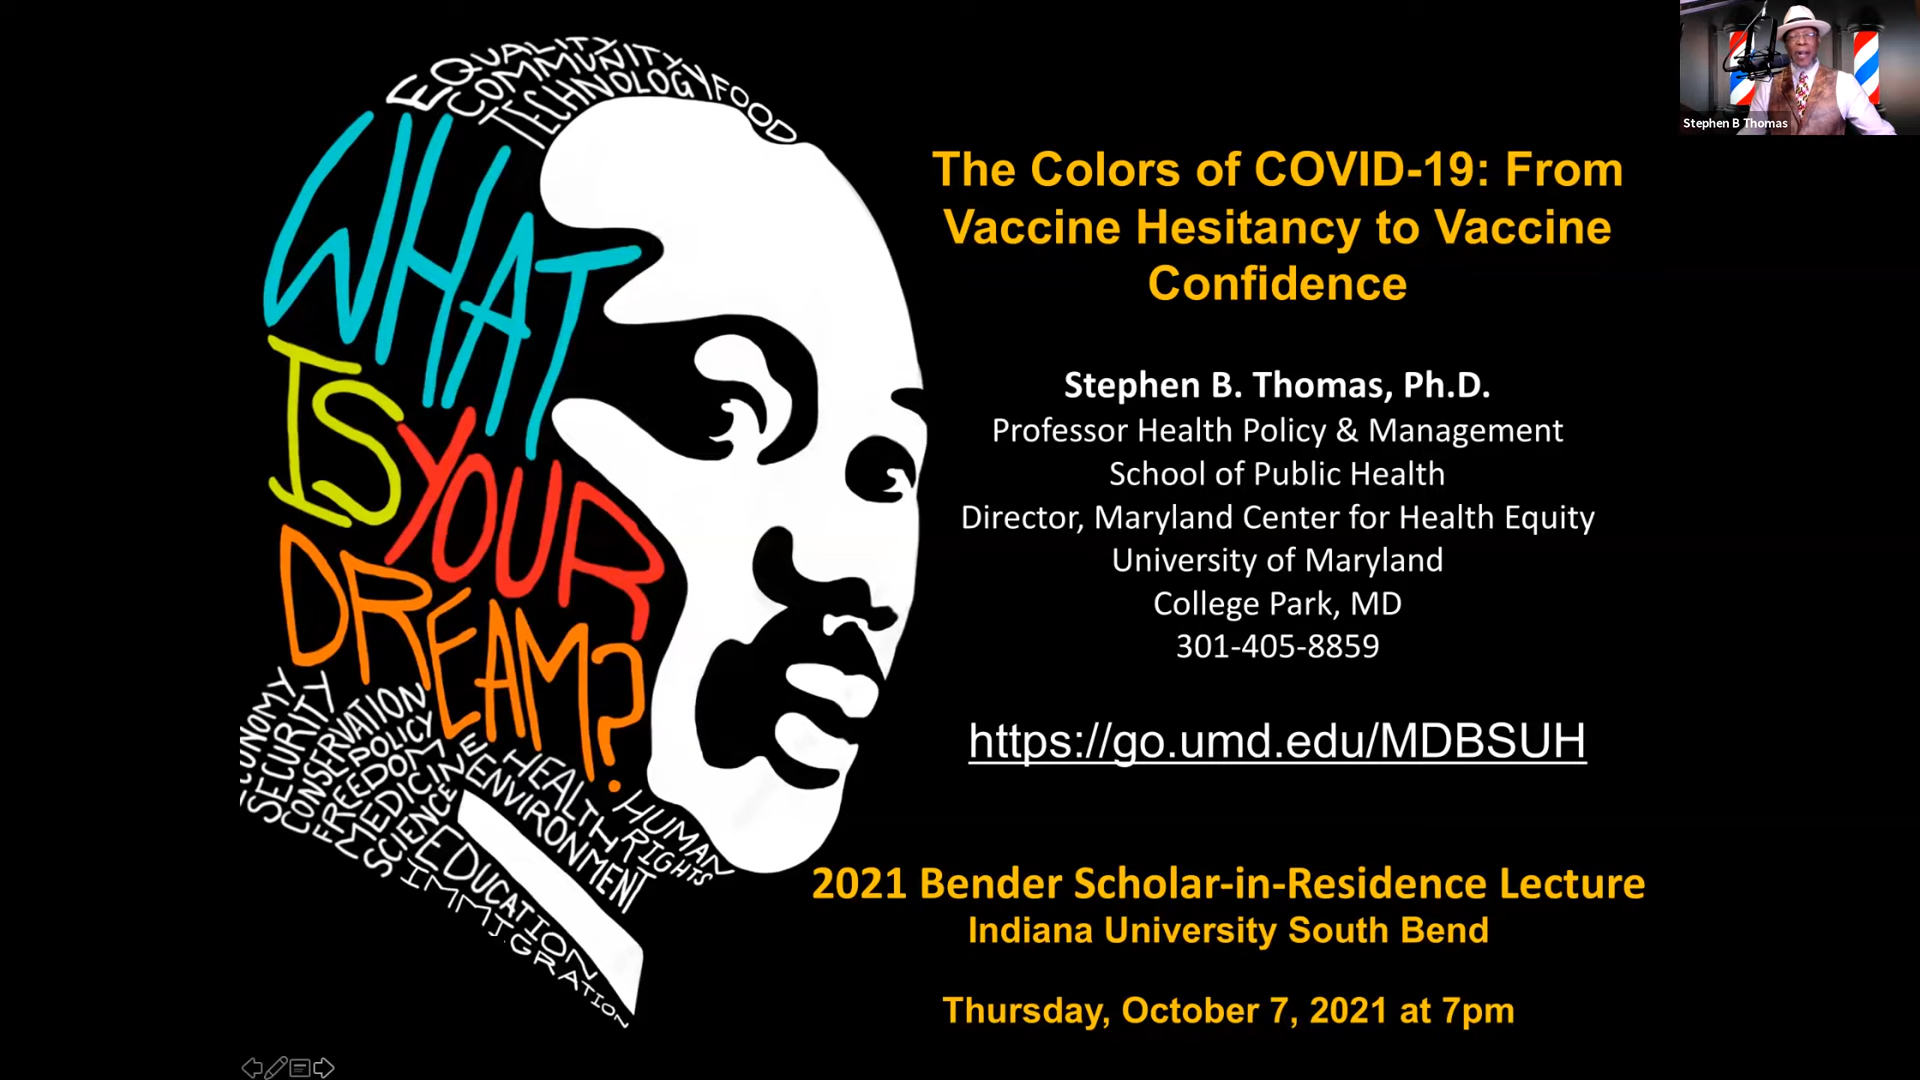 EQUALITY
COMMUNITY
TECHNOLOGY
FOOD
WHAT
IS
YOUR
DREAM?
SECURITY
CONSERVATION
POLICY
FREEDOM
MEDICINE
SCIENCE
HEALTH
ENVIRONMENT
HUMAN
RIGHTS
EDUCATION
IMMIGRATION
Stephen B Thomas
The Colors of COVID-19: From
Vaccine Hesitancy to Vaccine
Confidence
Stephen B. Thomas, Ph.D.
Professor Health Policy & Management
School of Public Health
Director, Maryland Center for Health Equity
University of Maryland
College Park, MD
301-405-8859
https://go.umd.edu/MDBSUH
2021 Bender Scholar-in-Residence Lecture
Indiana University South Bend
Thursday, October 7, 2021 at 7pm